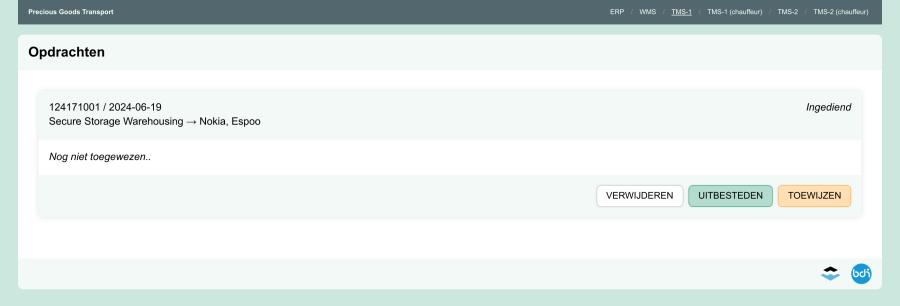 Precious Goods Transport
ERP / WMS / TMS-1 / TMS-1 (chauffeur) / TMS-2 / TMS-2 (chauffeur)
Opdrachten
124171001 / 2024-06-19
Ingediend
Secure Storage Warehousing → Nokia, Espoo
Nog niet toegewezen..
VERWIJDEREN
UITBESTEDEN
TOEWIJZEN
bdi